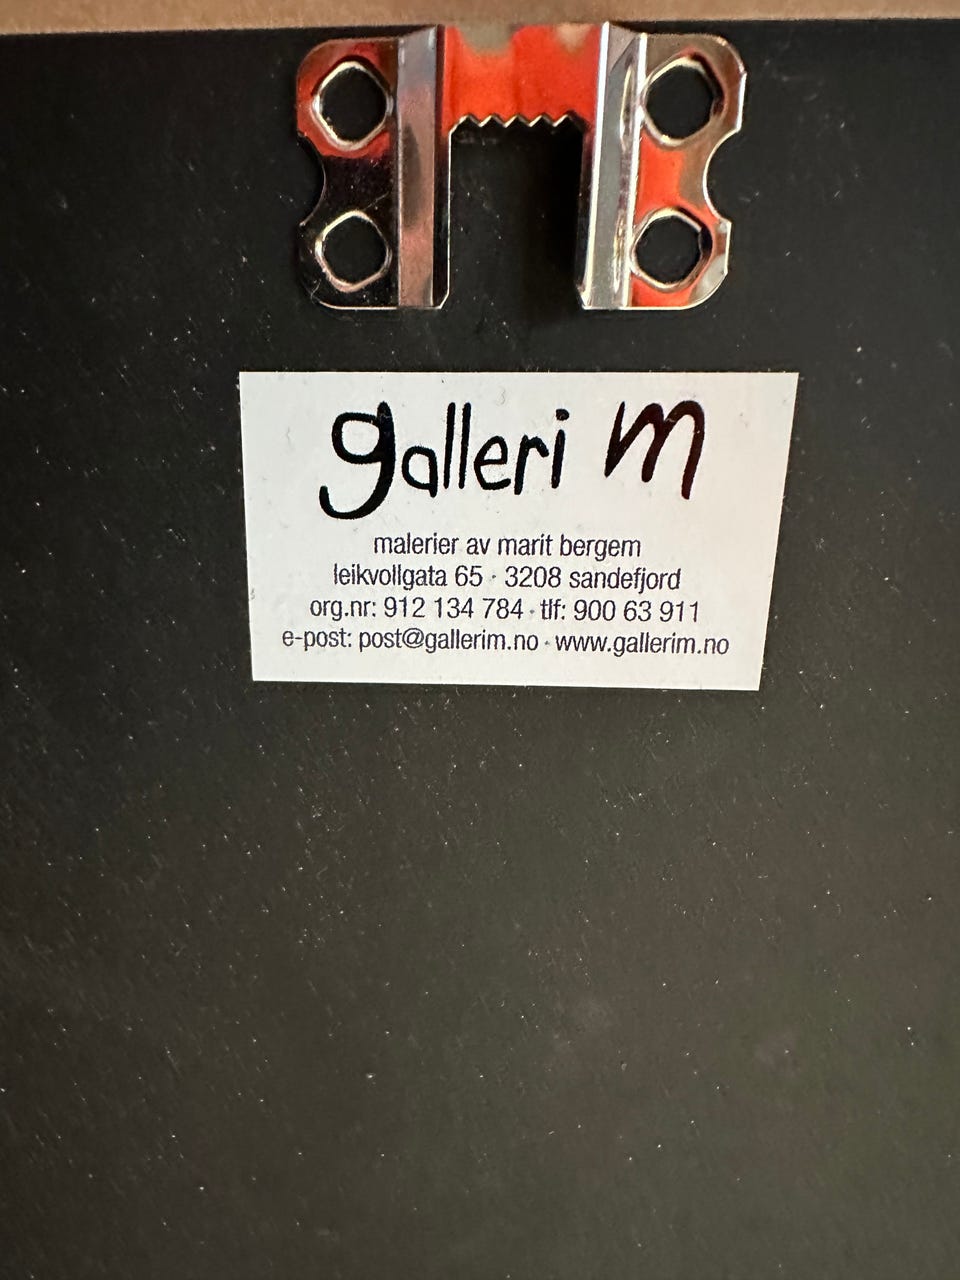 galleri m
malerier av marit bergem
leikvollgata 65 · 3208 sandefjord
org.nr: 912 134 784 · tlf: 900 63 911
e-post: post@gallerim.no · www.gallerim.no